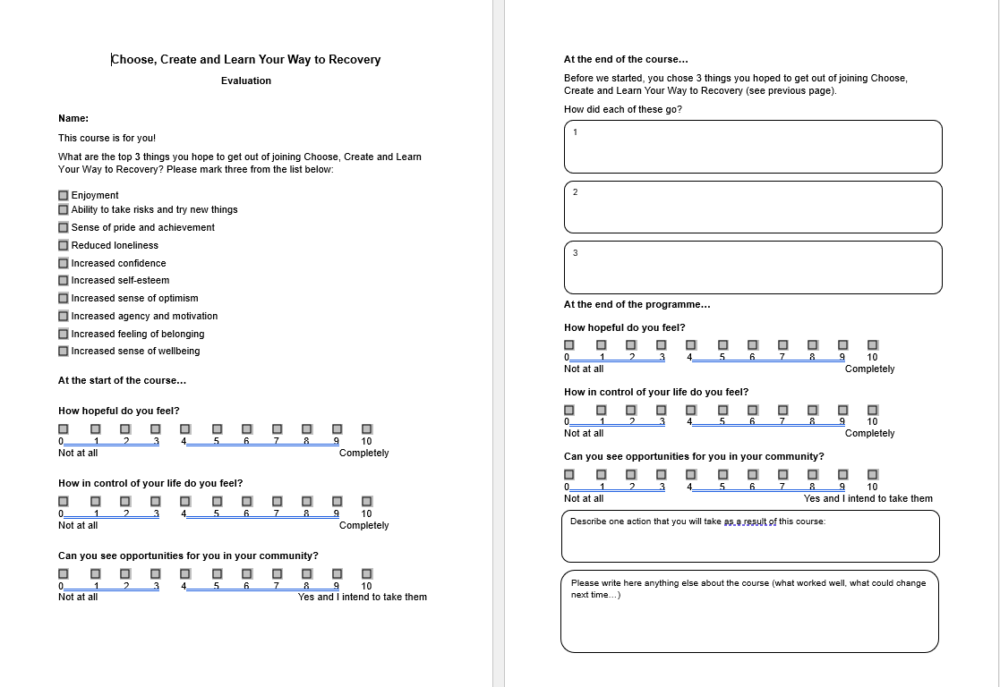 Choose, Create and Learn Your Way to Recovery
Evaluation
Name:
This course is for you!
What are the top 3 things you hope to get out of joining Choose, Create and Learn
Your Way to Recovery? Please mark three from the list below:
Enjoyment
Ability to take risks and try new things
Sense of pride and achievement
Reduced loneliness
Increased confidence
Increased self-esteem
Increased sense of optimism
Increased agency and motivation
Increased feeling of belonging
Increased sense of wellbeing
At the start of the course…
How hopeful do you feel?
0 1 2 3 4 5 6 7 8 9 10
Not at all Completely
How in control of your life do you feel?
0 1 2 3 4 5 6 7 8 9 10
Not at all Completely
Can you see opportunities for you in your community?
0 1 2 3 4 5 6 7 8 9 10
Not at all Yes and I intend to take them
At the end of the course…
Before we started, you chose 3 things you hoped to get out of joining Choose,
Create and Learn Your Way to Recovery (see previous page).
How did each of these go?
1
2
3
At the end of the programme…
How hopeful do you feel?
0 1 2 3 4 5 6 7 8 9 10
Not at all Completely
How in control of your life do you feel?
0 1 2 3 4 5 6 7 8 9 10
Not at all Completely
Can you see opportunities for you in your community?
0 1 2 3 4 5 6 7 8 9 10
Not at all Yes and I intend to take them
Describe one action that you will take as a result of this course:
Please write here anything else about the course (what worked well, what could change
next time…)